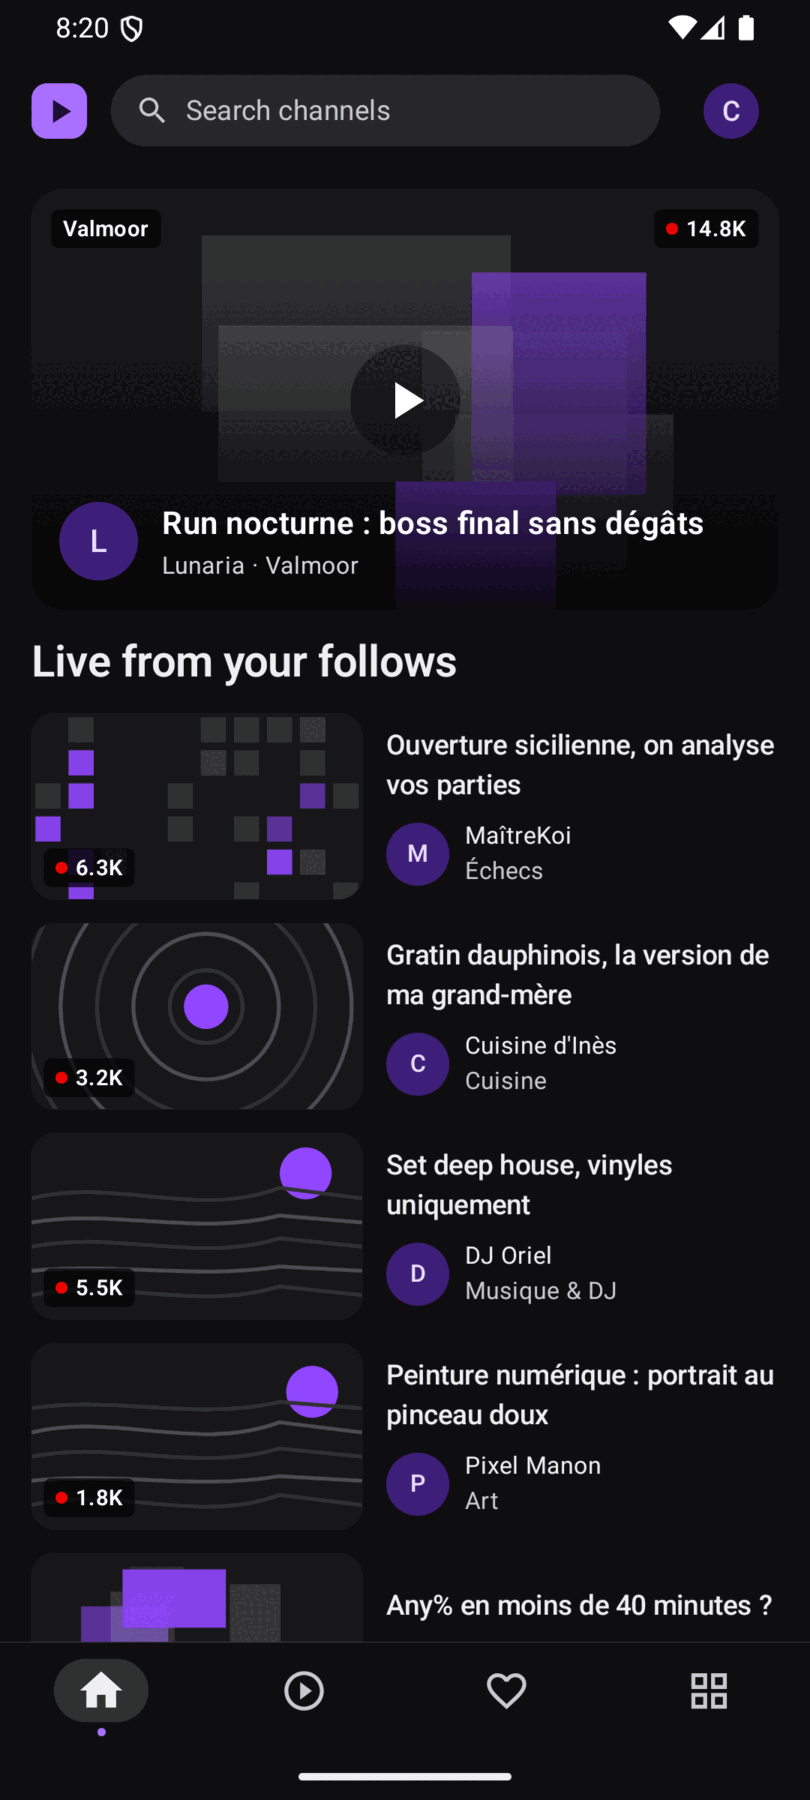 8:20
Search channels
C
Valmoor
14.8K
L
Run nocturne : boss final sans dégâts
Lunaria · Valmoor
Live from your follows
6.3K
Ouverture sicilienne, on analyse
vos parties
M
MaîtreKoi
Échecs
3.2K
Gratin dauphinois, la version de
ma grand-mère
C
Cuisine d'Inès
Cuisine
5.5K
Set deep house, vinyles
uniquement
D
DJ Oriel
Musique & DJ
1.8K
Peinture numérique : portrait au
pinceau doux
P
Pixel Manon
Art
Any% en moins de 40 minutes ?